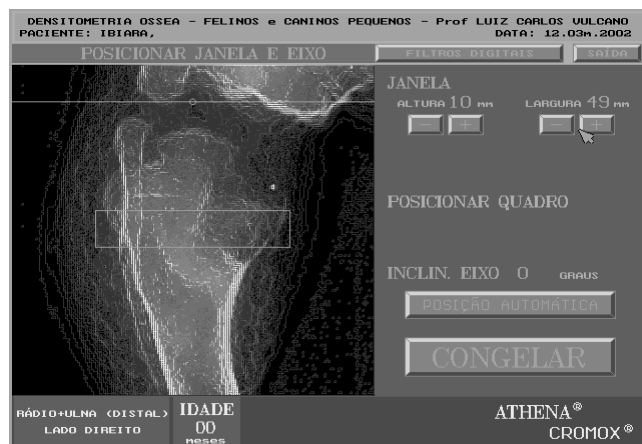 DENSITOMETRIA OSSEA - FELINOS e CANINOS PEQUENOS - Prof LUIZ CARLOS VULCANO
PACIENTE: IBIARA, DATA: 12.03m.2002
POSICIONAR JANELA E EIXO FILTROS DIGITAIS SAÍDA
JANELA
ALTURA 10 MM LARGURA 49 MM
- + - +
POSICIONAR QUADRO
INCLIN. EIXO 0 GRAUS
POSIÇÃO AUTOMÁTICA
CONGELAR
RÁDIO+ULNA (DISTAL)
LADO DIREITO
IDADE
00
meses
ATHENA®
CROMOX®